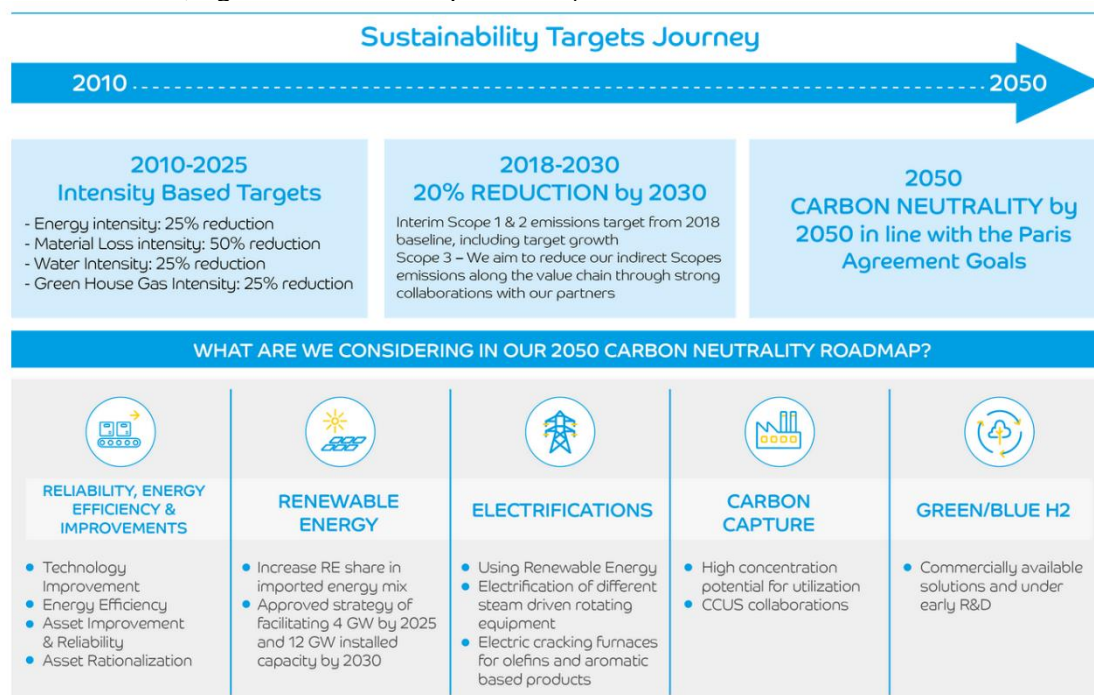 Sustainability Targets Journey
2010
2050
2010-2025
Intensity Based Targets
- Energy intensity: 25% reduction
- Material Loss intensity: 50% reduction
- Water Intensity: 25% reduction
- Green House Gas Intensity: 25% reduction
2018-2030
20% REDUCTION by 2030
Interim Scope 1 & 2 emissions target from 2018
baseline, including target growth
Scope 3 – We aim to reduce our indirect Scopes
emissions along the value chain through strong
collaborations with our partners
2050
CARBON NEUTRALITY by
2050 in line with the Paris
Agreement Goals
WHAT ARE WE CONSIDERING IN OUR 2050 CARBON NEUTRALITY ROADMAP?
RELIABILITY, ENERGY
EFFICIENCY &
IMPROVEMENTS
• Technology
Improvement
• Energy Efficiency
• Asset Improvement
& Reliability
• Asset Rationalization
RENEWABLE
ENERGY
• Increase RE share in
imported energy mix
• Approved strategy of
facilitating 4 GW by 2025
and 12 GW installed
capacity by 2030
ELECTRIFICATIONS
• Using Renewable Energy
• Electrification of different
steam driven rotating
equipment
• Electric cracking furnaces
for olefins and aromatic
based products
CARBON
CAPTURE
• High concentration
potential for utilization
• CCUS collaborations
GREEN/BLUE H2
• Commercially available
solutions and under
early R&D